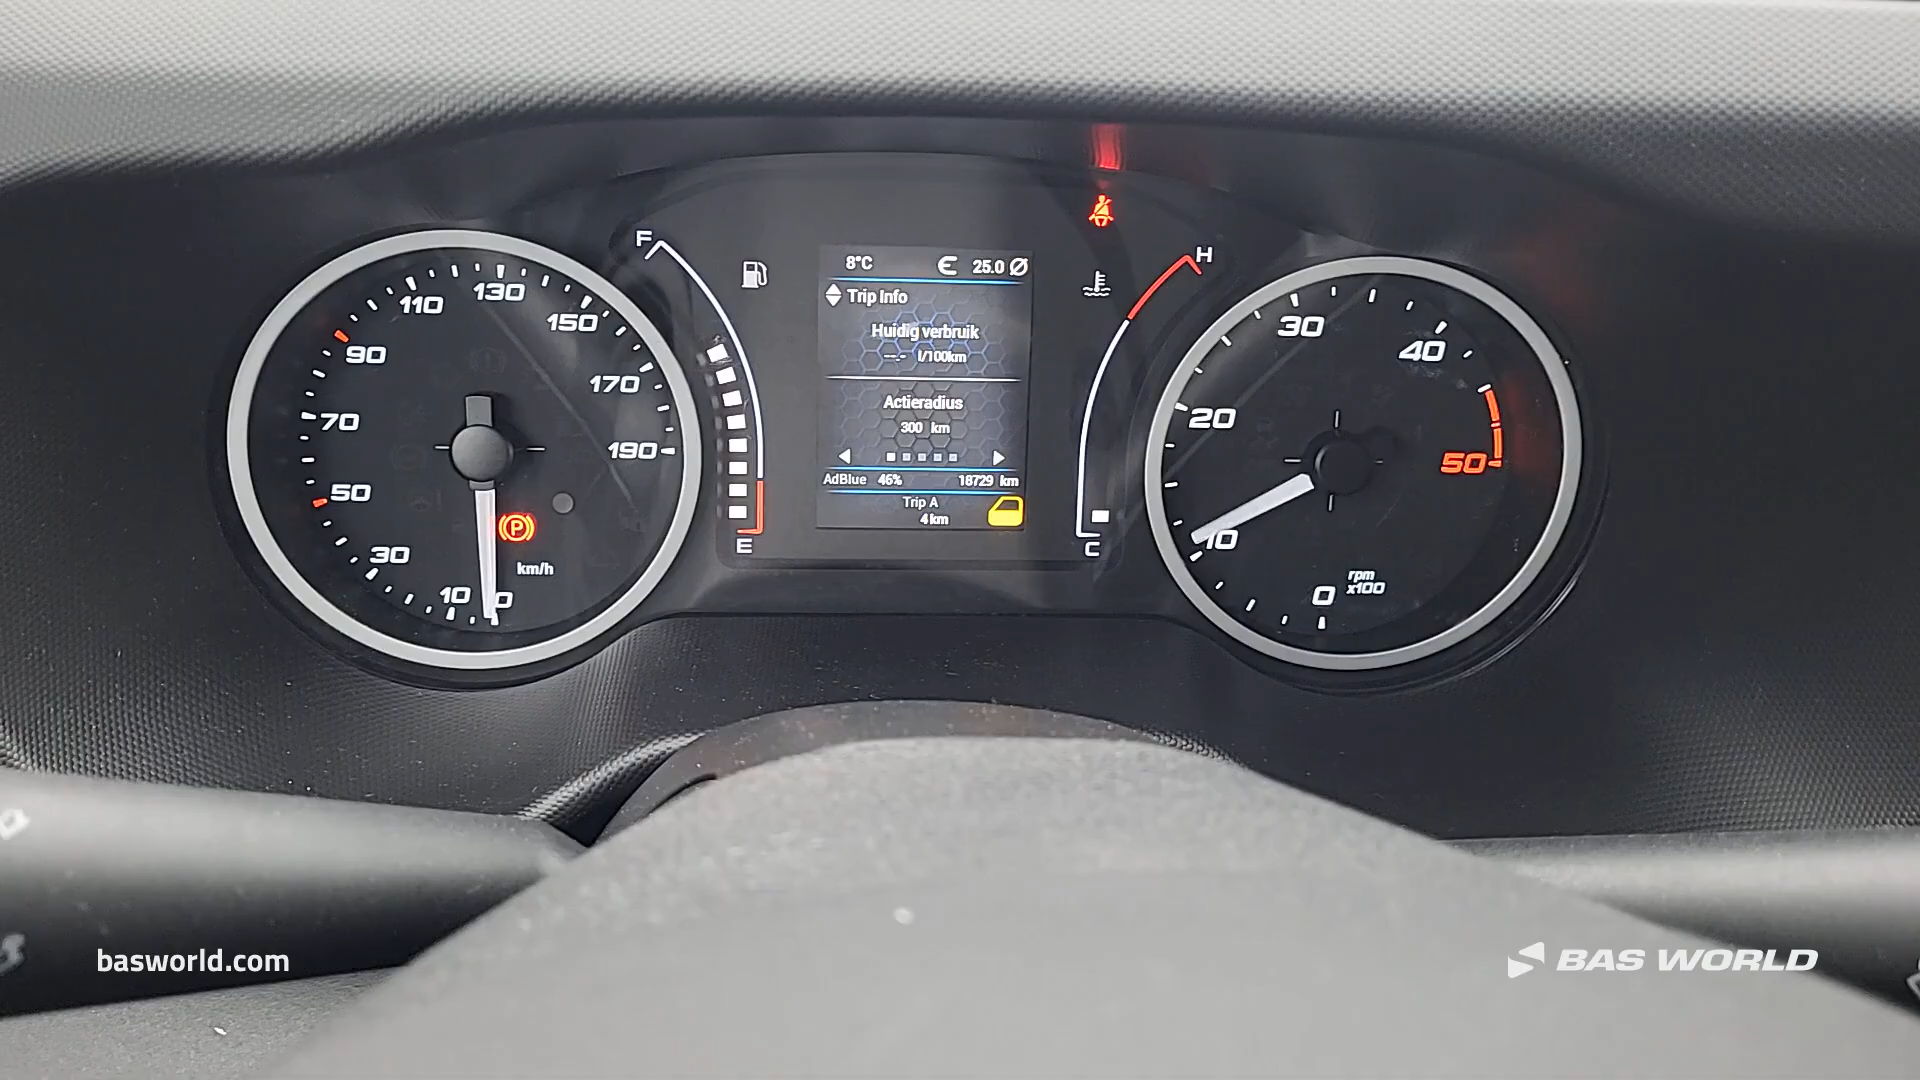 8°C Є 25.0 Ø
Trip Info
Huidig verbruik
--.- l/100km
Actieradius
300 km
AdBlue 46% 18729 km
Trip A
4 km
F
E
H
C
0
10
30
50
70
90
110
130
150
170
190
km/h
P
0
10
20
30
40
50
rpm
x100
basworld.com
BAS WORLD